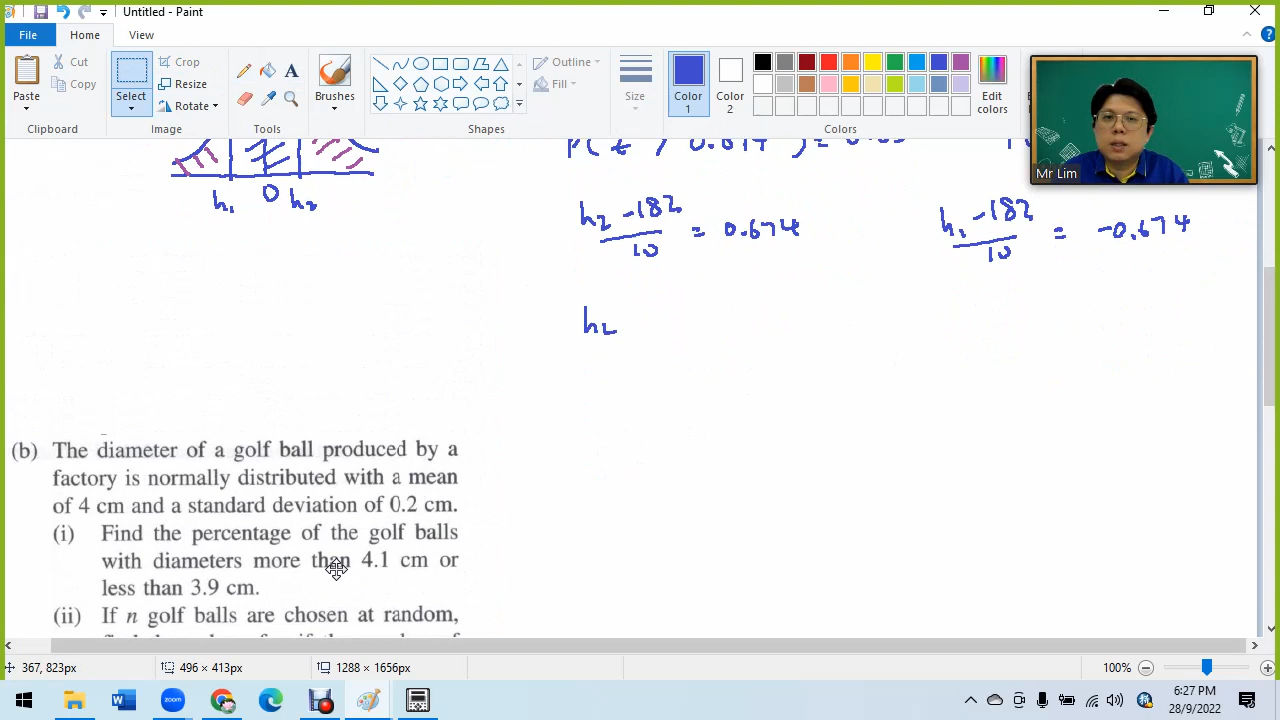 Untitled - Paint
File
Home
View
Paste
Cut
Copy
Clipboard
Select
Crop
Resize
Rotate
Image
Tools
Brushes
Shapes
Outline
Fill
Size
Color 1
Color 2
Edit colors
Colors
Mr Lim
h₁ 0 h₂
h₂ - 182 / 10 = 0.674
h₁ - 182 / 10 = -0.674
h₂
(b) The diameter of a golf ball produced by a
factory is normally distributed with a mean
of 4 cm and a standard deviation of 0.2 cm.
(i) Find the percentage of the golf balls
with diameters more than 4.1 cm or
less than 3.9 cm.
(ii) If n golf balls are chosen at random,
367, 823px
496 × 413px
1288 × 1656px
100%
zoom
6:27 PM
28/9/2022